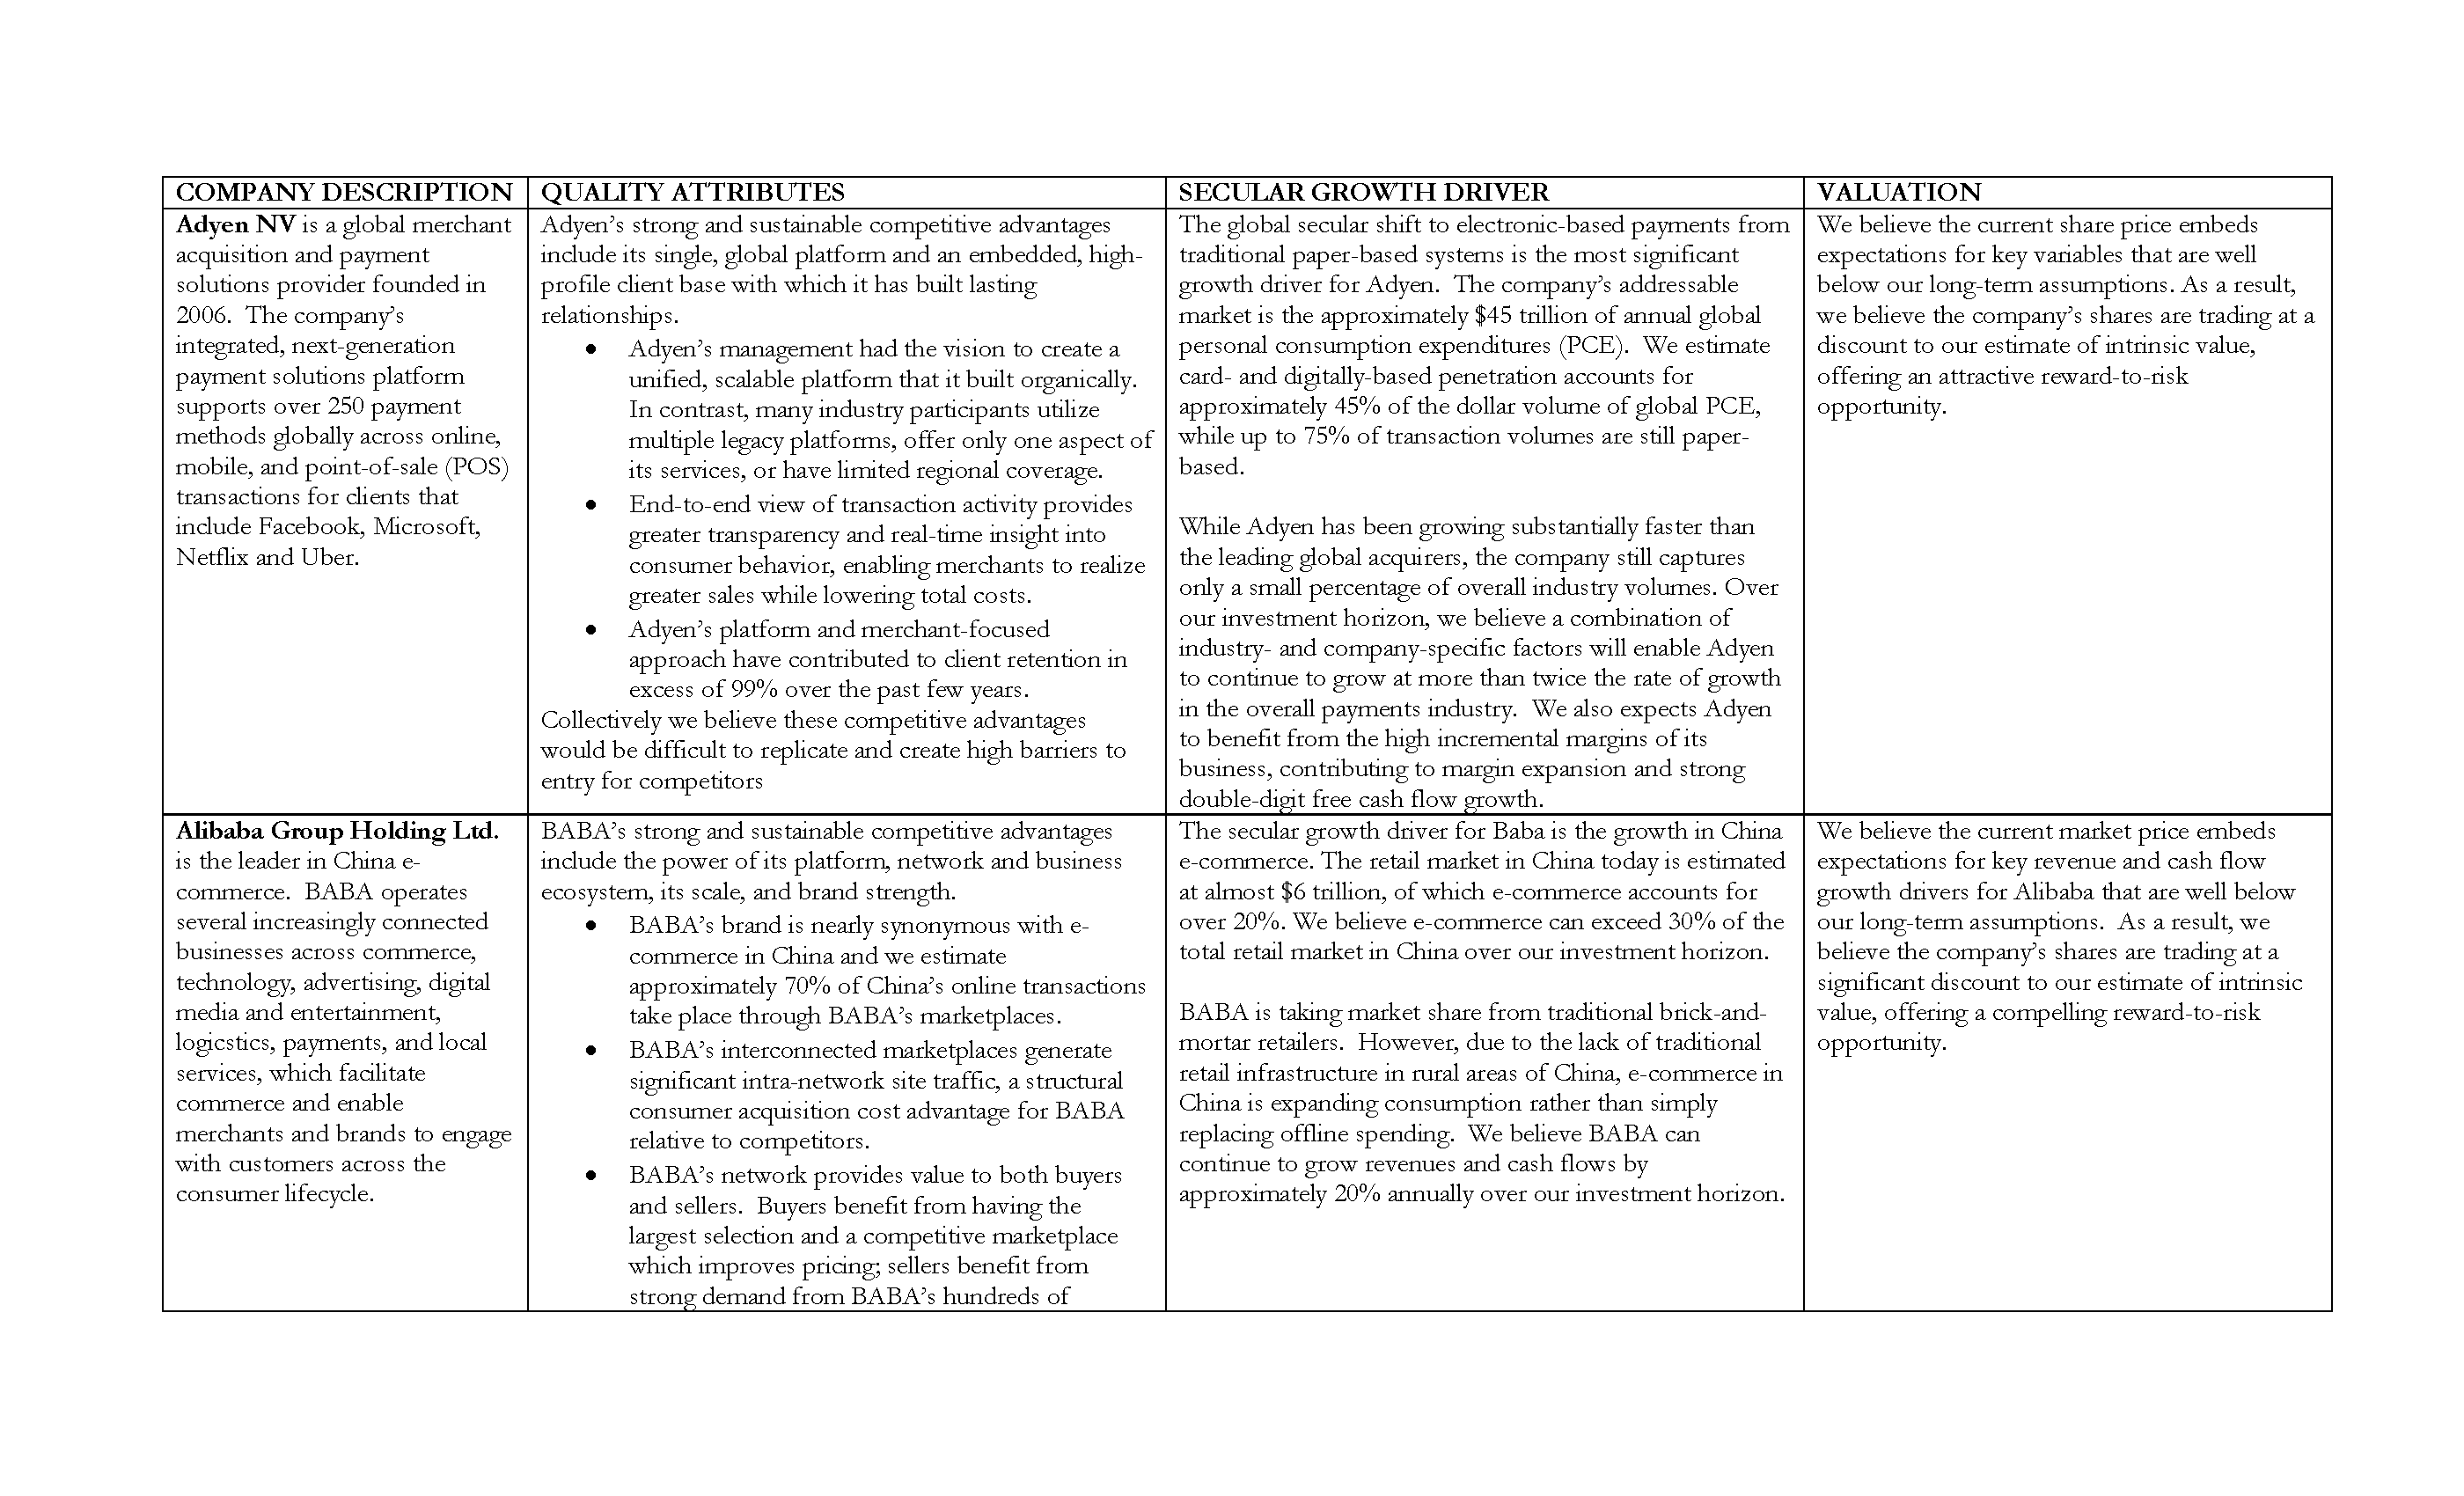 COMPANY DESCRIPTION
QUALITY ATTRIBUTES
SECULAR GROWTH DRIVER
VALUATION
Adyen NV is a global merchant
acquisition and payment
solutions provider founded in
2006.  The company’s
integrated, next-generation
payment solutions platform
supports over 250 payment
methods globally across online,
mobile, and point-of-sale (POS)
transactions for clients that
include Facebook, Microsoft,
Netflix and Uber.
Adyen’s strong and sustainable competitive advantages
include its single, global platform and an embedded, high-
profile client base with which it has built lasting
relationships.
• Adyen’s management had the vision to create a
unified, scalable platform that it built organically.
In contrast, many industry participants utilize
multiple legacy platforms, offer only one aspect of
its services, or have limited regional coverage.
• End-to-end view of transaction activity provides
greater transparency and real-time insight into
consumer behavior, enabling merchants to realize
greater sales while lowering total costs.
• Adyen’s platform and merchant-focused
approach have contributed to client retention in
excess of 99% over the past few years.
Collectively we believe these competitive advantages
would be difficult to replicate and create high barriers to
entry for competitors
The global secular shift to electronic-based payments from
traditional paper-based systems is the most significant
growth driver for Adyen.  The company’s addressable
market is the approximately $45 trillion of annual global
personal consumption expenditures (PCE).  We estimate
card- and digitally-based penetration accounts for
approximately 45% of the dollar volume of global PCE,
while up to 75% of transaction volumes are still paper-
based.
While Adyen has been growing substantially faster than
the leading global acquirers, the company still captures
only a small percentage of overall industry volumes. Over
our investment horizon, we believe a combination of
industry- and company-specific factors will enable Adyen
to continue to grow at more than twice the rate of growth
in the overall payments industry.  We also expects Adyen
to benefit from the high incremental margins of its
business, contributing to margin expansion and strong
double-digit free cash flow growth.
We believe the current share price embeds
expectations for key variables that are well
below our long-term assumptions. As a result,
we believe the company’s shares are trading at a
discount to our estimate of intrinsic value,
offering an attractive reward-to-risk
opportunity.
Alibaba Group Holding Ltd.
is the leader in China e-
commerce.  BABA operates
several increasingly connected
businesses across commerce,
technology, advertising, digital
media and entertainment,
logicstics, payments, and local
services, which facilitate
commerce and enable
merchants and brands to engage
with customers across the
consumer lifecycle.
BABA’s strong and sustainable competitive advantages
include the power of its platform, network and business
ecosystem, its scale, and brand strength.
• BABA’s brand is nearly synonymous with e-
commerce in China and we estimate
approximately 70% of China’s online transactions
take place through BABA’s marketplaces.
• BABA’s interconnected marketplaces generate
significant intra-network site traffic, a structural
consumer acquisition cost advantage for BABA
relative to competitors.
• BABA’s network provides value to both buyers
and sellers.  Buyers benefit from having the
largest selection and a competitive marketplace
which improves pricing; sellers benefit from
strong demand from BABA’s hundreds of
The secular growth driver for Baba is the growth in China
e-commerce. The retail market in China today is estimated
at almost $6 trillion, of which e-commerce accounts for
over 20%. We believe e-commerce can exceed 30% of the
total retail market in China over our investment horizon.
BABA is taking market share from traditional brick-and-
mortar retailers.  However, due to the lack of traditional
retail infrastructure in rural areas of China, e-commerce in
China is expanding consumption rather than simply
replacing offline spending.  We believe BABA can
continue to grow revenues and cash flows by
approximately 20% annually over our investment horizon.
We believe the current market price embeds
expectations for key revenue and cash flow
growth drivers for Alibaba that are well below
our long-term assumptions.  As a result, we
believe the company’s shares are trading at a
significant discount to our estimate of intrinsic
value, offering a compelling reward-to-risk
opportunity.